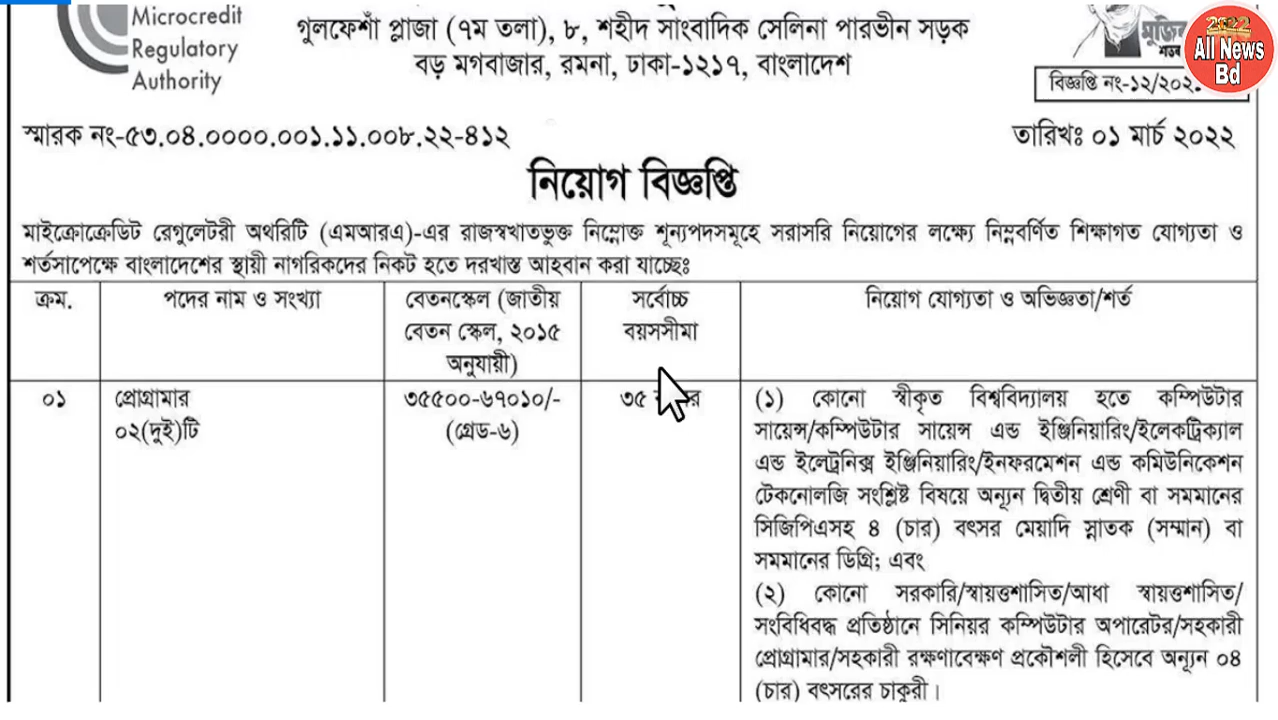 Microcredit
Regulatory
Authority
গুলফেশাঁ প্লাজা (৭ম তলা), ৮, শহীদ সাংবাদিক সেলিনা পারভীন সড়ক
বড় মগবাজার, রমনা, ঢাকা-১২১৭, বাংলাদেশ
মুজিব
শতব
2022
All News
Bd
বিজ্ঞপ্তি নং-১২/২০২
স্মারক নং-৫৩.০৪.০০০০.০০১.১১.০০৮.২২-৪১২
তারিখঃ ০১ মার্চ ২০২২
নিয়োগ বিজ্ঞপ্তি
মাইক্রোক্রেডিট রেগুলেটরী অথরিটি (এমআরএ)-এর রাজস্বখাতভুক্ত নিম্নোক্ত শূন্যপদসমূহে সরাসরি নিয়োগের লক্ষ্যে নিম্নবর্ণিত শিক্ষাগত যোগ্যতা ও
শর্তসাপেক্ষে বাংলাদেশের স্থায়ী নাগরিকদের নিকট হতে দরখাস্ত আহবান করা যাচ্ছেঃ
ক্রম.
পদের নাম ও সংখ্যা
বেতনস্কেল (জাতীয়
বেতন স্কেল, ২০১৫
অনুযায়ী)
সর্বোচ্চ
বয়সসীমা
নিয়োগ যোগ্যতা ও অভিজ্ঞতা/শর্ত
০১
প্রোগ্রামার
০২(দুই)টি
৩৫৫০০-৬৭০১০/-
(গ্রেড-৬)
৩৫
(১) কোনো স্বীকৃত বিশ্ববিদ্যালয় হতে কম্পিউটার
সায়েন্স/কম্পিউটার সায়েন্স এন্ড ইঞ্জিনিয়ারিং/ইলেকট্রিক্যাল
এন্ড ইলেট্রনিক্স ইঞ্জিনিয়ারিং/ইনফরমেশন এন্ড কমিউনিকেশন
টেকনোলজি সংশ্লিষ্ট বিষয়ে অন্যূন দ্বিতীয় শ্রেণী বা সমমানের
সিজিপিএসহ ৪ (চার) বৎসর মেয়াদি স্নাতক (সম্মান) বা
সমমানের ডিগ্রি; এবং
(২) কোনো সরকারি/স্বায়ত্তশাসিত/আধা স্বায়ত্তশাসিত/
সংবিধিবদ্ধ প্রতিষ্ঠানে সিনিয়র কম্পিউটার অপারেটর/সহকারী
প্রোগ্রামার/সহকারী রক্ষণাবেক্ষণ প্রকৌশলী হিসেবে অন্যূন ০৪
(চার) বৎসরের চাকুরী।